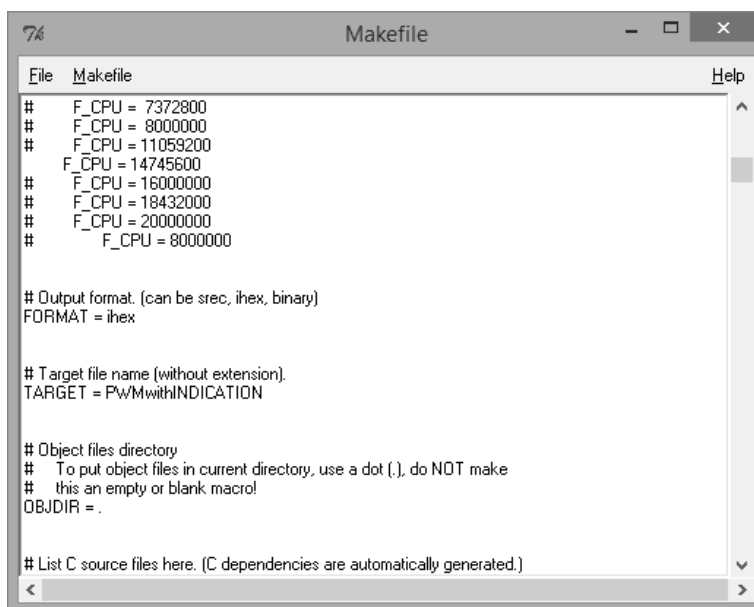 Makefile
File Makefile Help
# F_CPU = 7372800
# F_CPU = 8000000
# F_CPU = 11059200
F_CPU = 14745600
# F_CPU = 16000000
# F_CPU = 18432000
# F_CPU = 20000000
# F_CPU = 8000000
# Output format. (can be srec, ihex, binary)
FORMAT = ihex
# Target file name (without extension).
TARGET = PWMwithINDICATION
# Object files directory
# To put object files in current directory, use a dot (.), do NOT make
# this an empty or blank macro!
OBJDIR = .
# List C source files here. (C dependencies are automatically generated.)